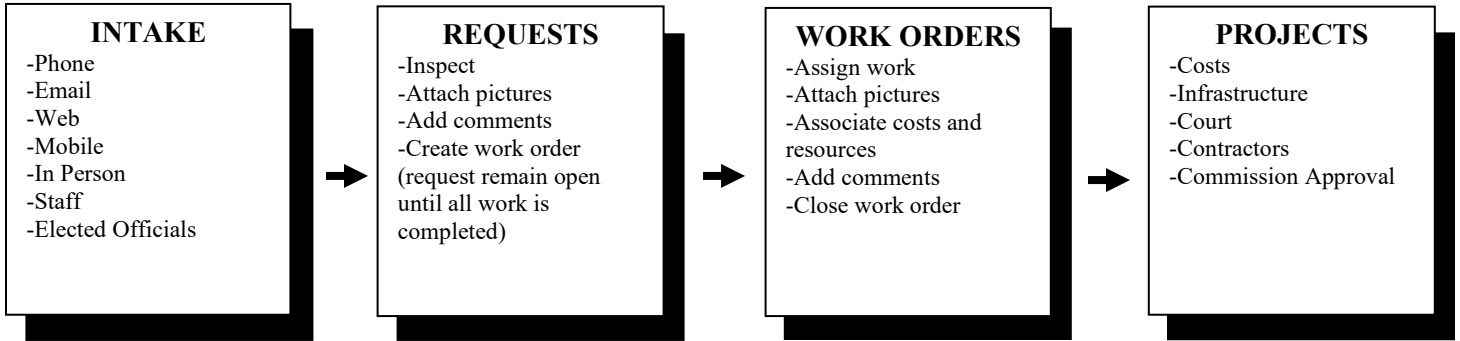 INTAKE
-Phone
-Email
-Web
-Mobile
-In Person
-Staff
-Elected Officials
REQUESTS
-Inspect
-Attach pictures
-Add comments
-Create work order
(request remain open
until all work is
completed)
WORK ORDERS
-Assign work
-Attach pictures
-Associate costs and
resources
-Add comments
-Close work order
PROJECTS
-Costs
-Infrastructure
-Court
-Contractors
-Commission Approval